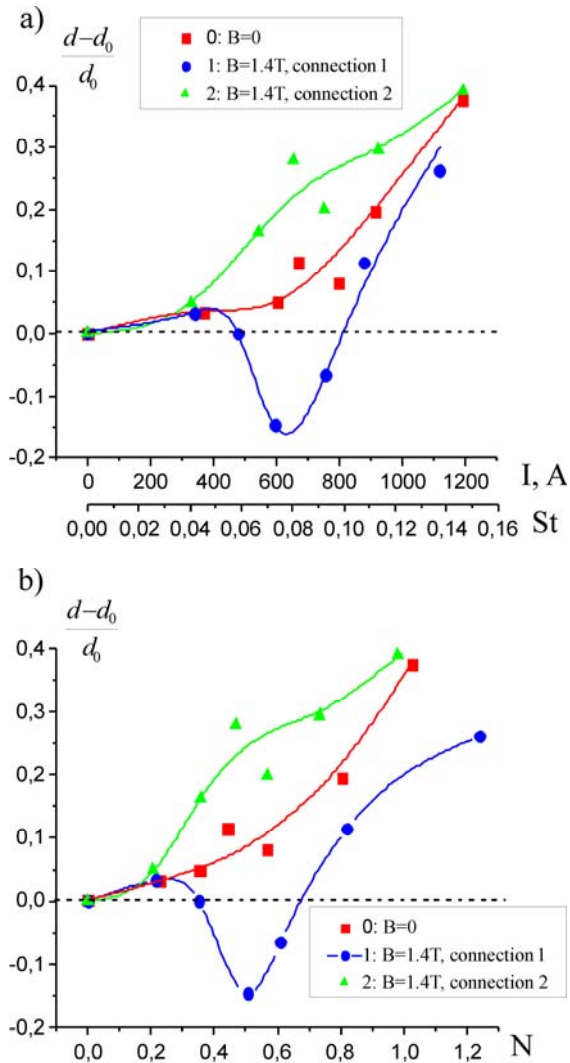 a)
d–d0
d0
0: B=0
1: B=1.4T, connection 1
2: B=1.4T, connection 2
0,4
0,3
0,2
0,1
0,0
-0,1
-0,2
0 200 400 600 800 1000 1200 I, A
0,00 0,02 0,04 0,06 0,08 0,10 0,12 0,14 0,16
St
b)
d–d0
d0
0,4
0,3
0,2
0,1
0,0
-0,1
-0,2
0: B=0
1: B=1.4T, connection 1
2: B=1.4T, connection 2
0,0 0,2 0,4 0,6 0,8 1,0 1,2 N